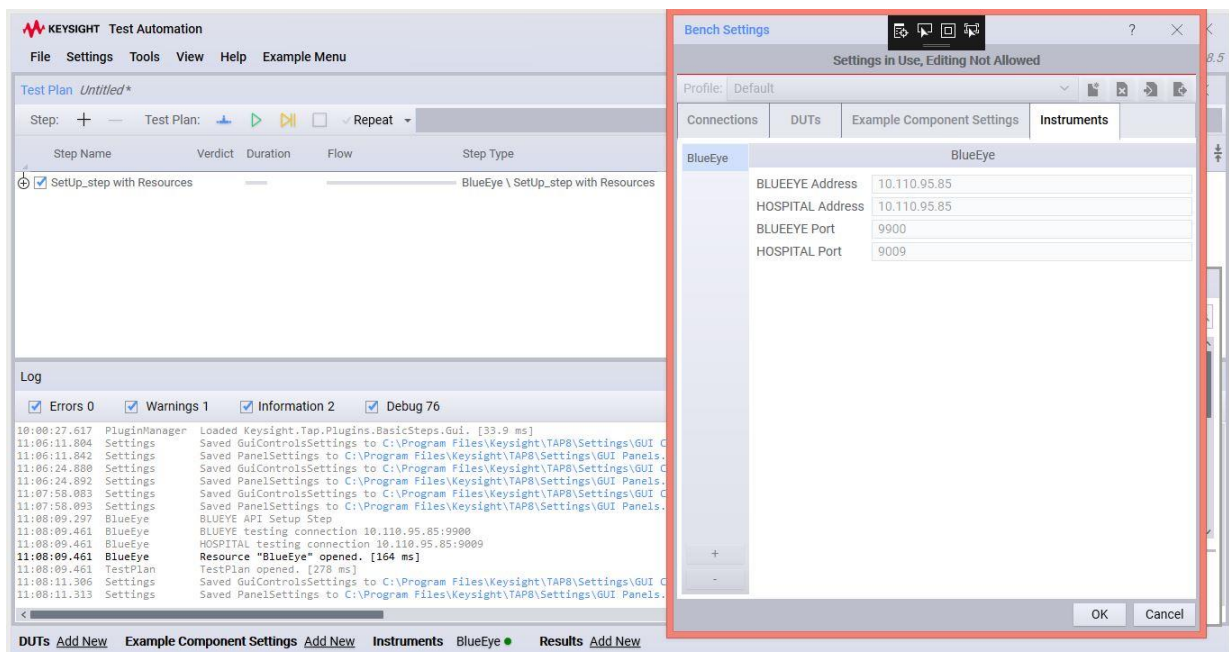 KEYSIGHT Test Automation
File Settings Tools View Help Example Menu
8.5
Test Plan Untitled*
Step: Test Plan: Repeat
Step Name Verdict Duration Flow Step Type
SetUp_step with Resources BlueEye \ SetUp_step with Resources
Log
Errors 0 Warnings 1 Information 2 Debug 76
10:00:27.617 PluginManager Loaded Keysight.Tap.Plugins.BasicSteps.Gui. [33.9 ms]
11:06:11.804 Settings Saved GuiControlsSettings to C:\Program Files\Keysight\TAP8\Settings\GUI C
11:06:11.842 Settings Saved PanelSettings to C:\Program Files\Keysight\TAP8\Settings\GUI Panels.
11:06:24.880 Settings Saved GuiControlsSettings to C:\Program Files\Keysight\TAP8\Settings\GUI C
11:06:24.892 Settings Saved PanelSettings to C:\Program Files\Keysight\TAP8\Settings\GUI Panels.
11:07:58.083 Settings Saved GuiControlsSettings to C:\Program Files\Keysight\TAP8\Settings\GUI C
11:07:58.093 Settings Saved PanelSettings to C:\Program Files\Keysight\TAP8\Settings\GUI Panels.
11:08:09.297 BlueEye BLUEYE API Setup Step
11:08:09.461 BlueEye BLUEYE testing connection 10.110.95.85:9900
11:08:09.461 BlueEye HOSPITAL testing connection 10.110.95.85:9009
11:08:09.461 BlueEye Resource "BlueEye" opened. [164 ms]
11:08:09.461 TestPlan TestPlan opened. [278 ms]
11:08:11.306 Settings Saved GuiControlsSettings to C:\Program Files\Keysight\TAP8\Settings\GUI C
11:08:11.313 Settings Saved PanelSettings to C:\Program Files\Keysight\TAP8\Settings\GUI Panels.
DUTs Add New Example Component Settings Add New Instruments BlueEye Results Add New
Bench Settings ?
Settings in Use, Editing Not Allowed
Profile: Default
Connections DUTs Example Component Settings Instruments
BlueEye BlueEye
BLUEEYE Address 10.110.95.85
HOSPITAL Address 10.110.95.85
BLUEEYE Port 9900
HOSPITAL Port 9009
+
-
OK Cancel